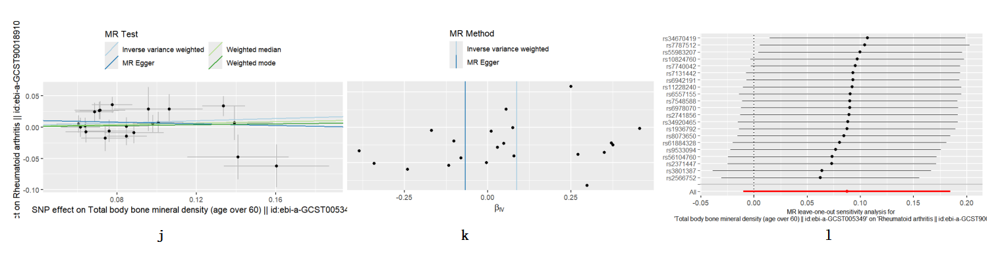 MR Test
Inverse variance weighted
Weighted median
MR Egger
Weighted mode
ct on Rheumatoid arthritis || id:ebi-a-GCST90018910
0.05
0.00
-0.05
-0.10
0.08
0.12
0.16
SNP effect on Total body bone mineral density (age over 60) || id:ebi-a-GCST00534
j
MR Method
Inverse variance weighted
MR Egger
-0.25
0.00
0.25
βIV
k
rs34670419
rs7787512
rs55983207
rs10824760
rs7740042
rs7131442
rs6942191
rs11228240
rs6557155
rs7548588
rs6978070
rs2741856
rs34920465
rs1936792
rs8073650
rs61884328
rs9533094
rs56104760
rs2371447
rs3801387
rs2566752
All
-0.05
0.00
0.05
0.10
0.15
0.20
MR leave-one-out sensitivity analysis for
'Total body bone mineral density (age over 60) || id:ebi-a-GCST005349' on 'Rheumatoid arthritis || id:ebi-a-GCST900
l